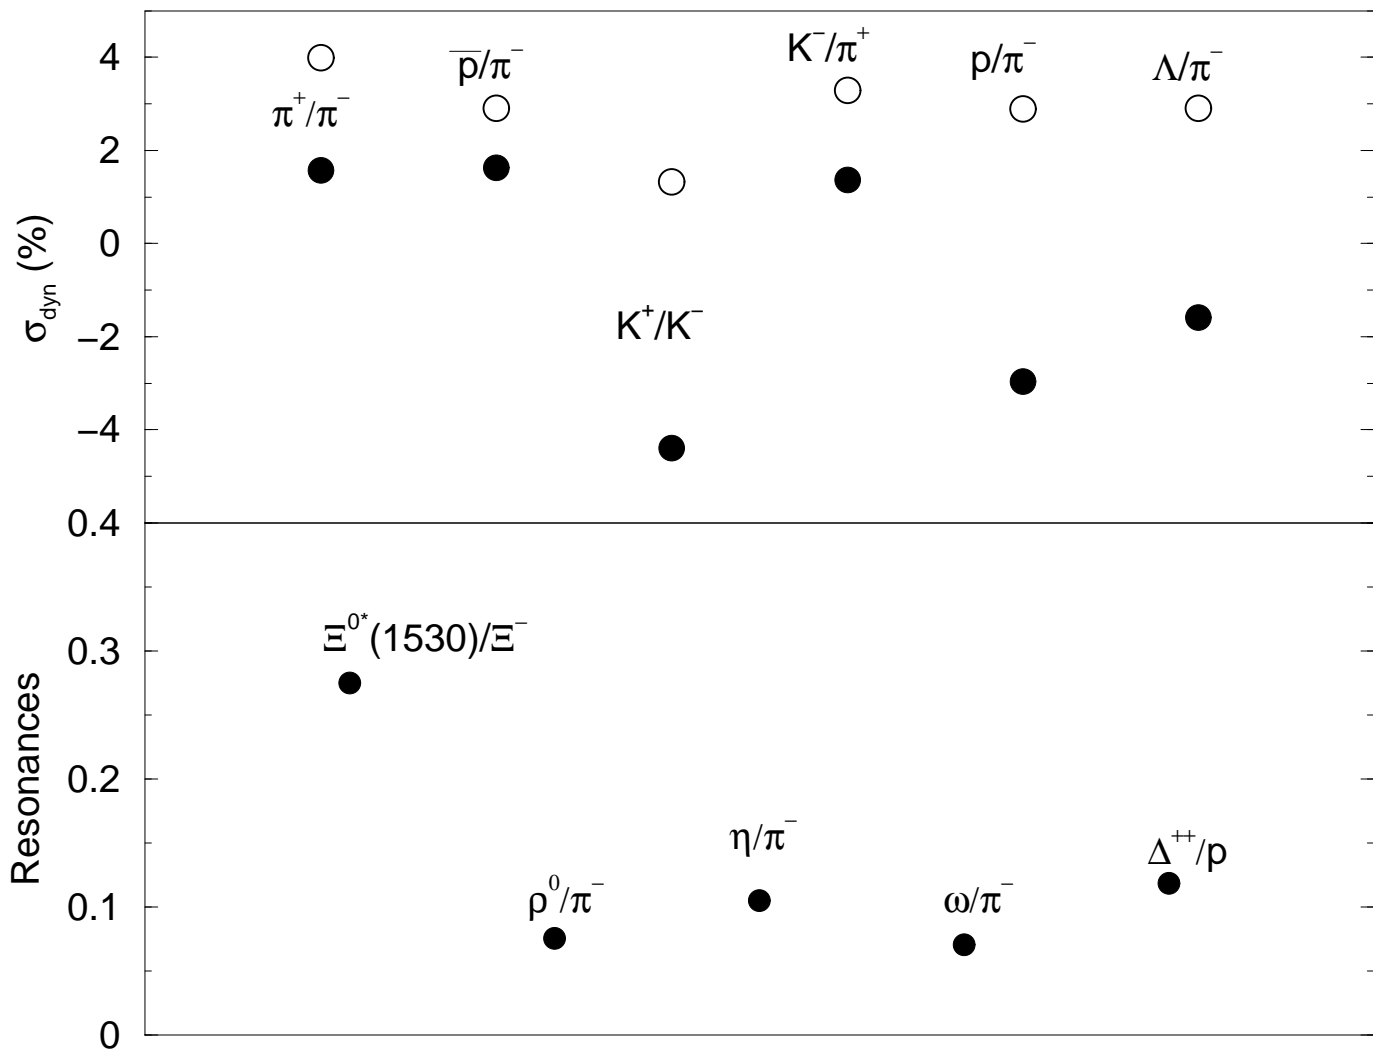 4
2
0
−2
−4
σdyn (%)
π⁺/π⁻
p̅/π⁻
K⁺/K⁻
K⁻/π⁺
p/π⁻
Λ/π⁻
0.4
0.3
0.2
0.1
0
Resonances
Ξ⁰*(1530)/Ξ⁻
ρ⁰/π⁻
η/π⁻
ω/π⁻
Δ⁺⁺/p